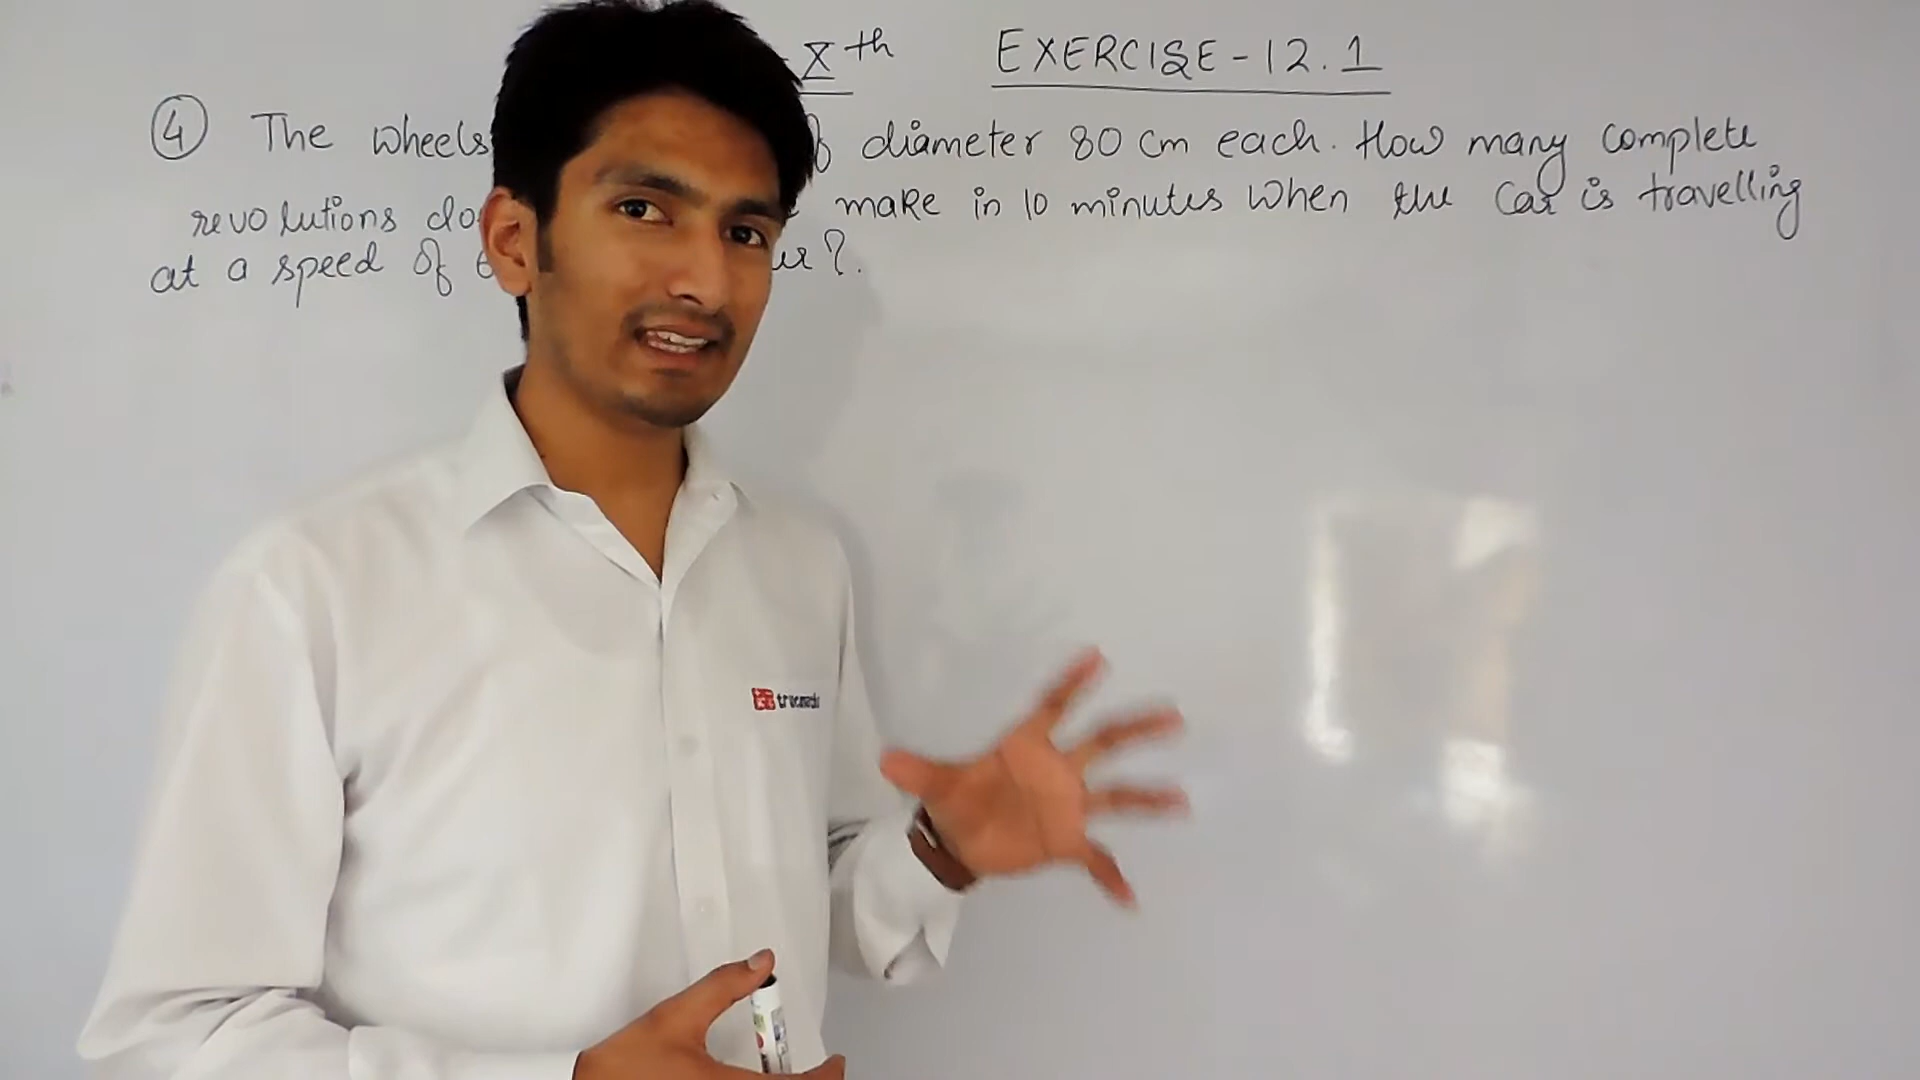 Xth EXERCISE-12.1
4 The wheels diameter 80 cm each. How many complete
revolutions make in 10 minutes when the car is travelling
at a speed of ?